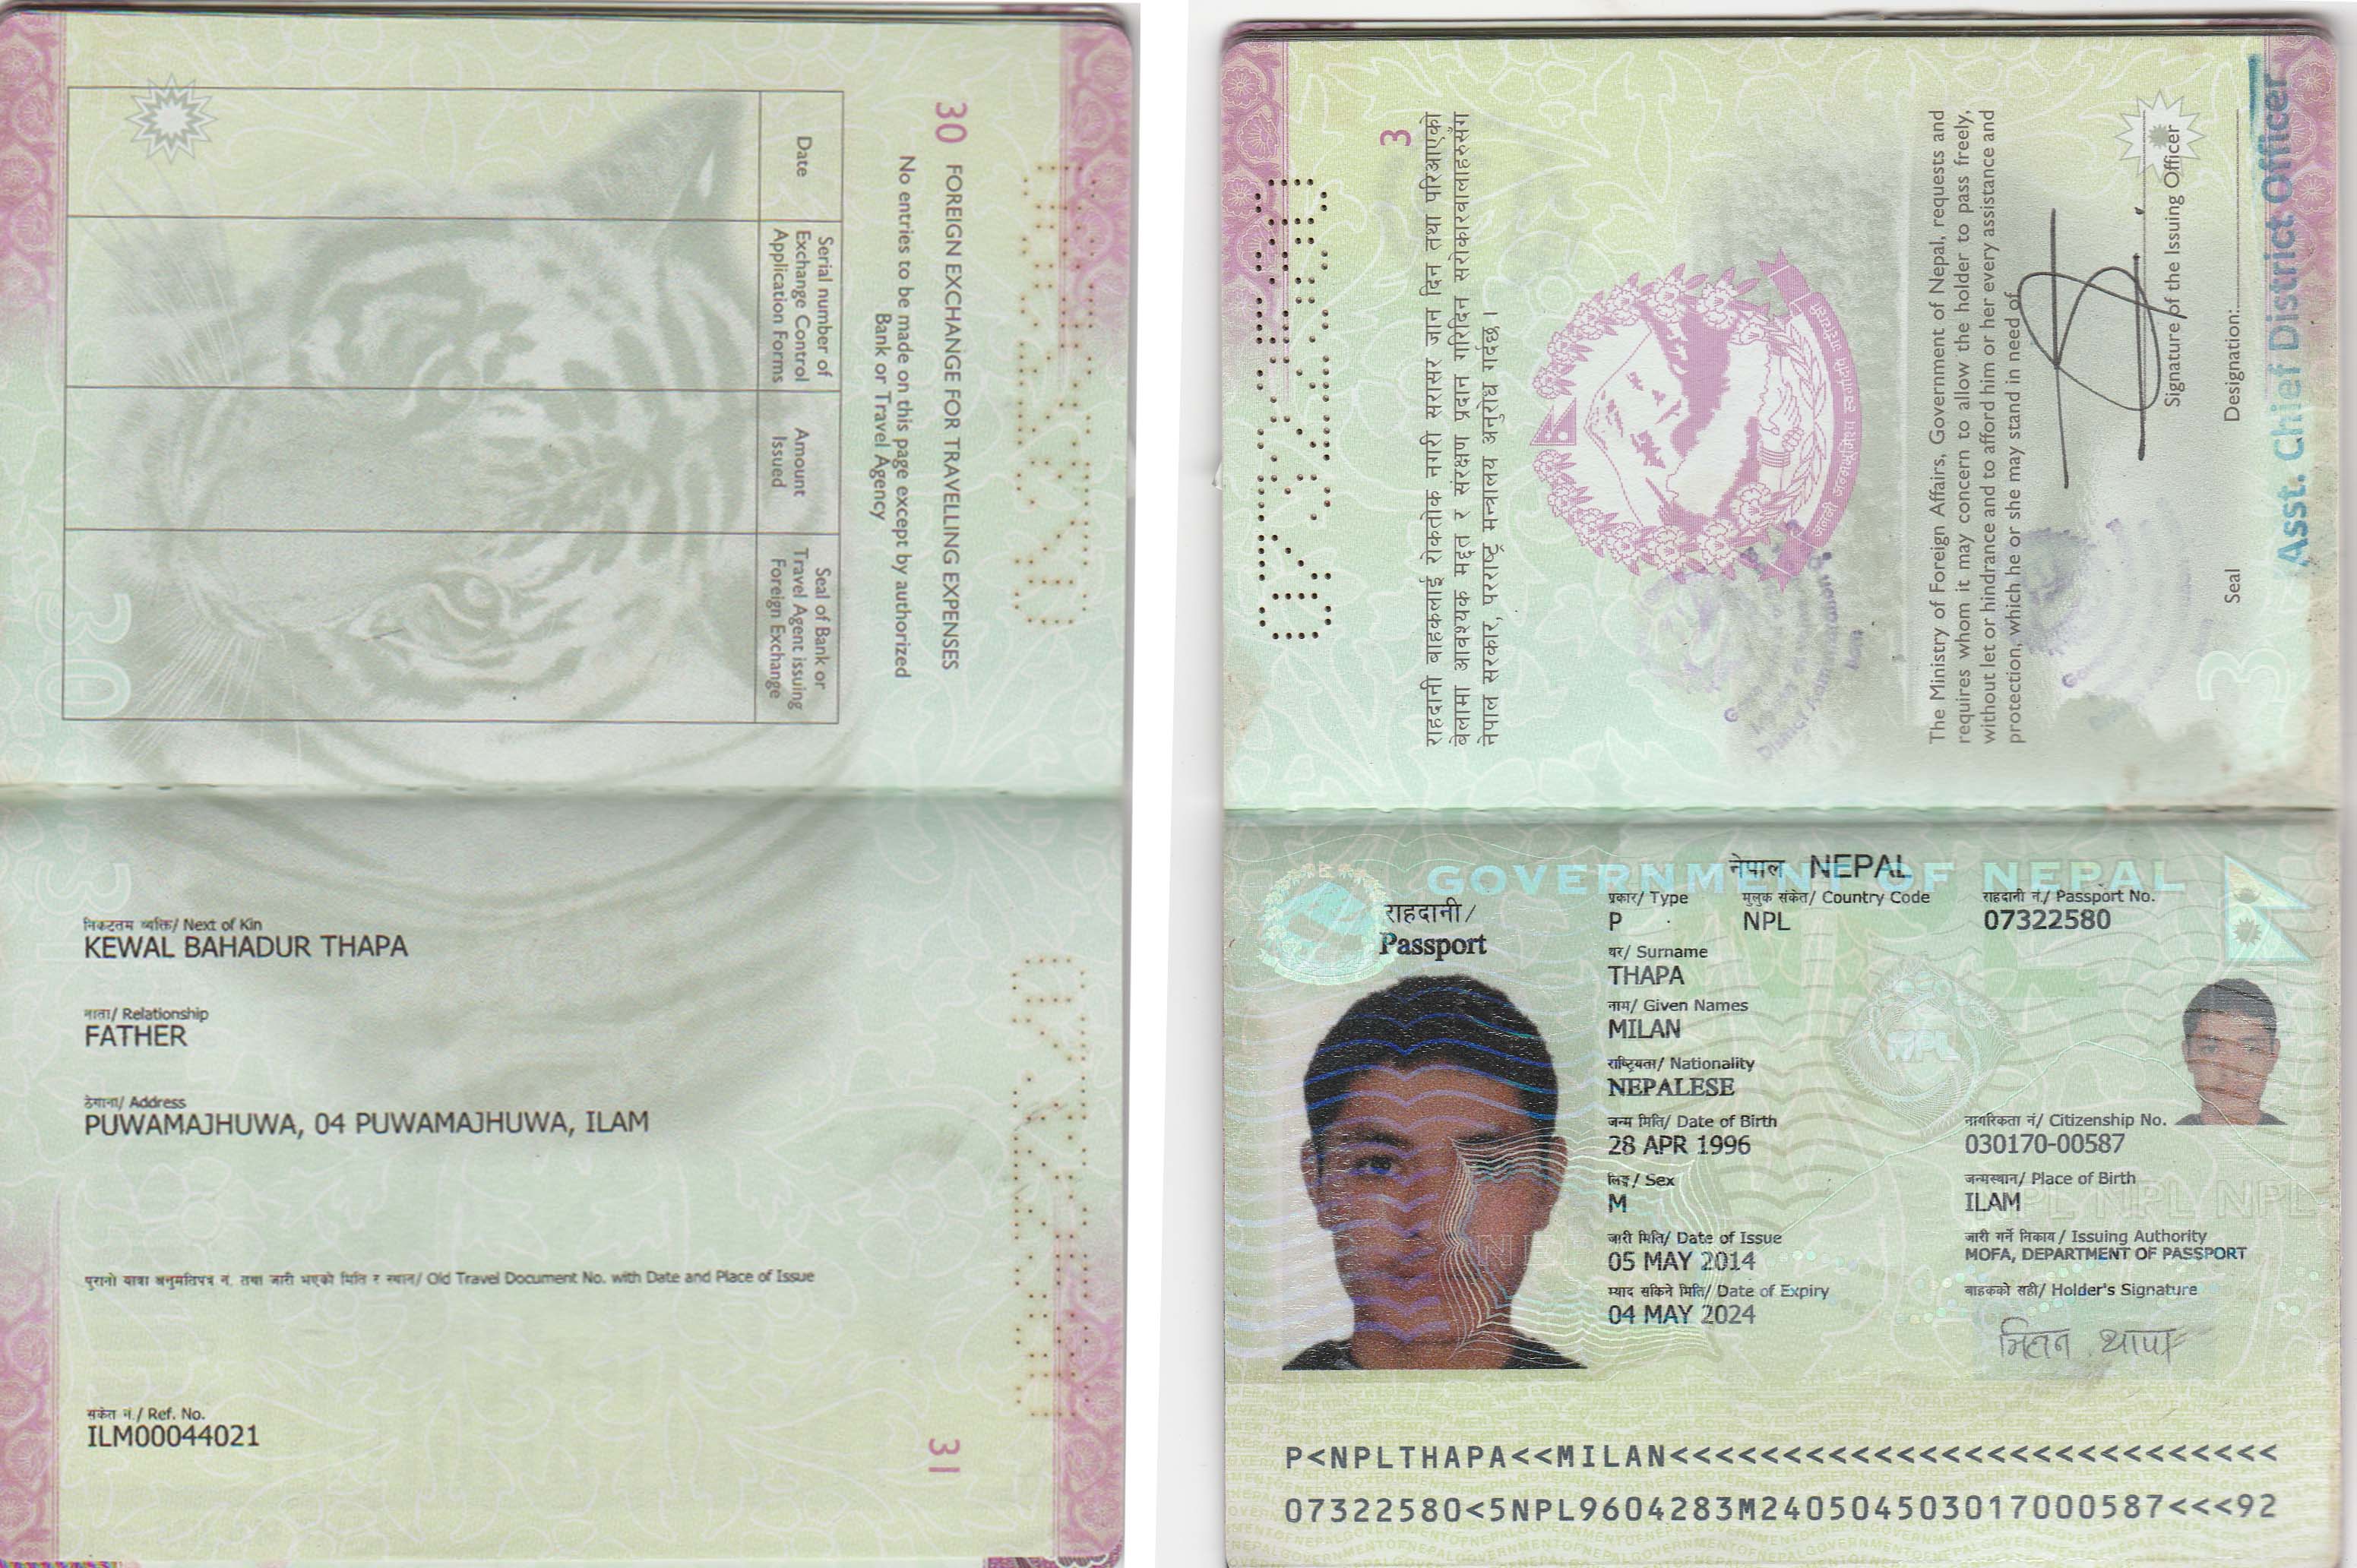 30 FOREIGN EXCHANGE FOR TRAVELLING EXPENSES
No entries to be made on this page except by authorized
Bank or Travel Agency
Date
Serial number of
Exchange Control
Application Forms
Amount
Issued
Seal of Bank or
Travel Agent issuing
Foreign Exchange
निकटतम व्यक्ति/ Next of Kin
KEWAL BAHADUR THAPA
नाता/ Relationship
FATHER
ठेगाना/ Address
PUWAMAJHUWA, 04 PUWAMAJHUWA, ILAM
पुरानो यात्रा अनुमतिपत्र नं. तथा जारी भएको मिति र स्थान/ Old Travel Document No. with Date and Place of Issue
संकेत नं./ Ref. No.
ILM00044021
31
3
राहदानी वाहकलाई रोकतोक नगरी सरासर जान दिन तथा परिआएको
बेलामा आवश्यक मद्दत र संरक्षण प्रदान गरिदिन सरोकारवालाहरुसँग
नेपाल सरकार, परराष्ट्र मन्त्रालय अनुरोध गर्दछ ।
The Ministry of Foreign Affairs, Government of Nepal, requests and
requires whom it may concern to allow the holder to pass freely,
without let or hindrance and to afford him or her every assistance and
protection, which he or she may stand in need of.
Signature of the Issuing Officer
Designation:
Seal
Asst. Chief District Officer
3
GOVERNMENT OF NEPAL
नेपाल NEPAL
राहदानी/
Passport
प्रकार/ Type
मुलुक संकेत/ Country Code
राहदानी नं./ Passport No.
P
NPL
07322580
थर/ Surname
THAPA
नाम/ Given Names
MILAN
राष्ट्रियता/ Nationality
NEPALESE
जन्म मिति/ Date of Birth
नागरिकता नं/ Citizenship No.
28 APR 1996
030170-00587
लिङ्ग/ Sex
जन्मस्थान/ Place of Birth
M
ILAM
जारी मिति/ Date of Issue
जारी गर्ने निकाय/ Issuing Authority
05 MAY 2014
MOFA, DEPARTMENT OF PASSPORT
म्याद सकिने मिति/ Date of Expiry
वाहकको सही/ Holder's Signature
04 MAY 2024
मिलन थापा
NPL
NPL NPL NPL
P<NPLTHAPA<<MILAN<<<<<<<<<<<<<<<<<<<<<<<<<<<
07322580<5NPL9604283M240504503017000587<<<92